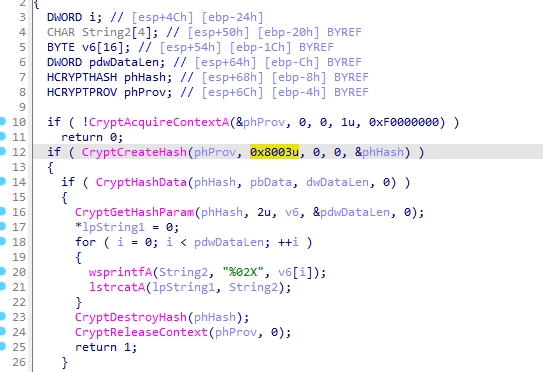 2 {
3 DWORD i; // [esp+4Ch] [ebp-24h]
4 CHAR String2[4]; // [esp+50h] [ebp-20h] BYREF
5 BYTE v6[16]; // [esp+54h] [ebp-1Ch] BYREF
6 DWORD pdwDataLen; // [esp+64h] [ebp-Ch] BYREF
7 HCRYPTHASH phHash; // [esp+68h] [ebp-8h] BYREF
8 HCRYPTPROV phProv; // [esp+6Ch] [ebp-4h] BYREF
9
10 if ( !CryptAcquireContextA(&phProv, 0, 0, 1u, 0xF0000000) )
11 return 0;
12 if ( CryptCreateHash(phProv, 0x8003u, 0, 0, &phHash) )
13 {
14 if ( CryptHashData(phHash, pbData, dwDataLen, 0) )
15 {
16 CryptGetHashParam(phHash, 2u, v6, &pdwDataLen, 0);
17 *lpString1 = 0;
18 for ( i = 0; i < pdwDataLen; ++i )
19 {
20 wsprintfA(String2, "%02X", v6[i]);
21 lstrcatA(lpString1, String2);
22 }
23 CryptDestroyHash(phHash);
24 CryptReleaseContext(phProv, 0);
25 return 1;
26 }